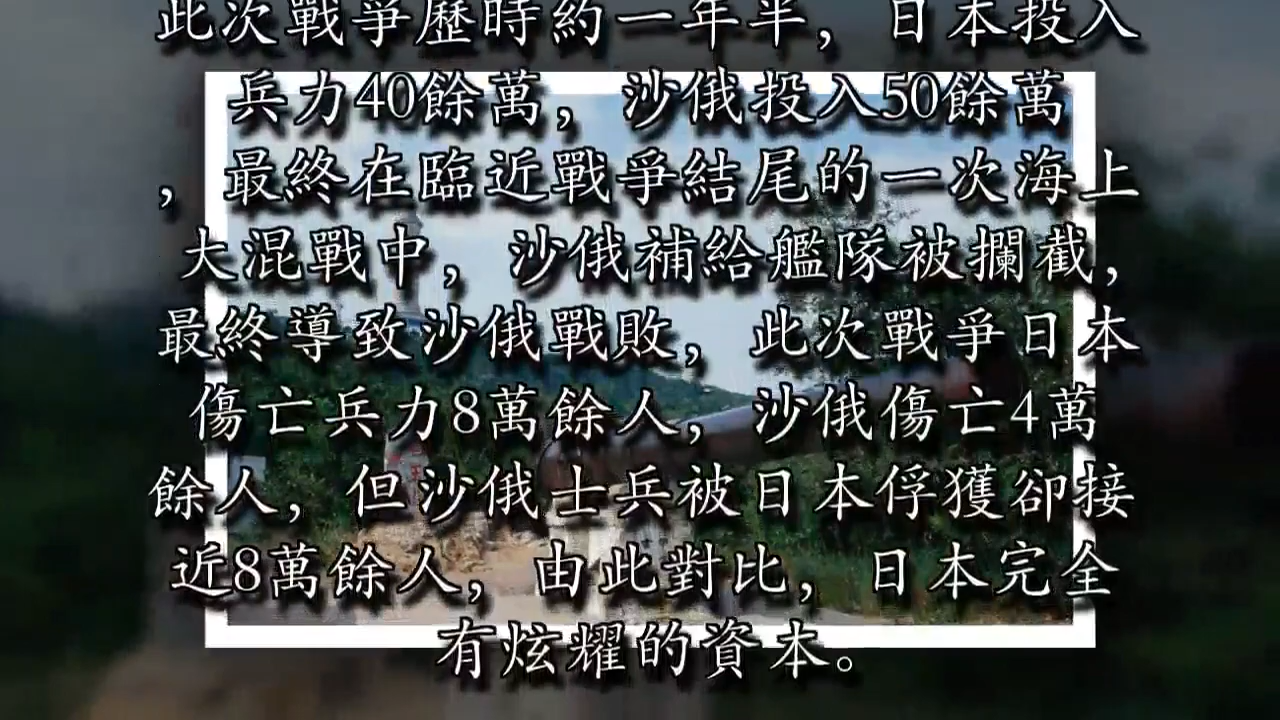 此次戰爭歷時約一年半，日本投入
兵力40餘萬，沙俄投入50餘萬
，最終在臨近戰爭結尾的一次海上
大混戰中，沙俄補給艦隊被攔截，
最終導致沙俄戰敗，此次戰爭日本
傷亡兵力8萬餘人，沙俄傷亡4萬
餘人，但沙俄士兵被日本俘獲卻接
近8萬餘人，由此對比，日本完全
有炫耀的資本。